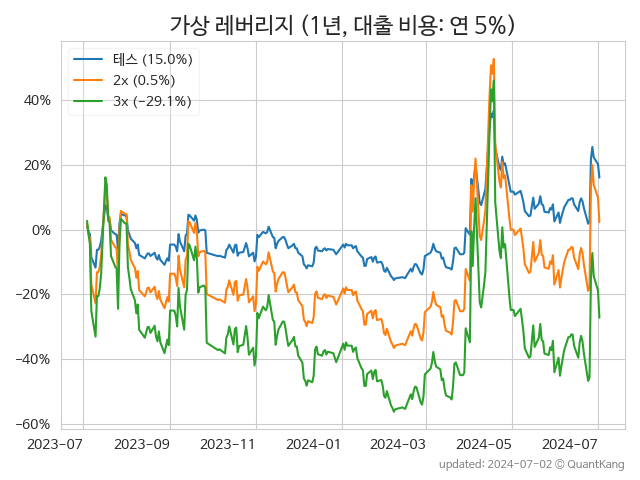 가상 레버리지 (1년, 대출 비용: 연 5%)
테스 (15.0%)
2x (0.5%)
3x (−29.1%)
40%
20%
0%
−20%
−40%
−60%
2023-07 2023-09 2023-11 2024-01 2024-03 2024-05 2024-07
updated: 2024-07-02 © QuantKang